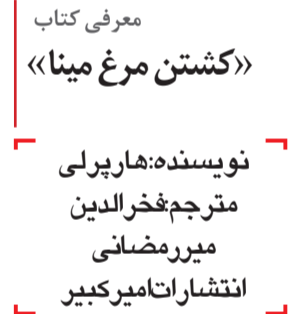 معرفی کتاب
«کشتن مرغ مینا»
نویسنده:هارپرلی
مترجم:فخرالدین
میررمضانی
انتشارات‌امیرکبیر